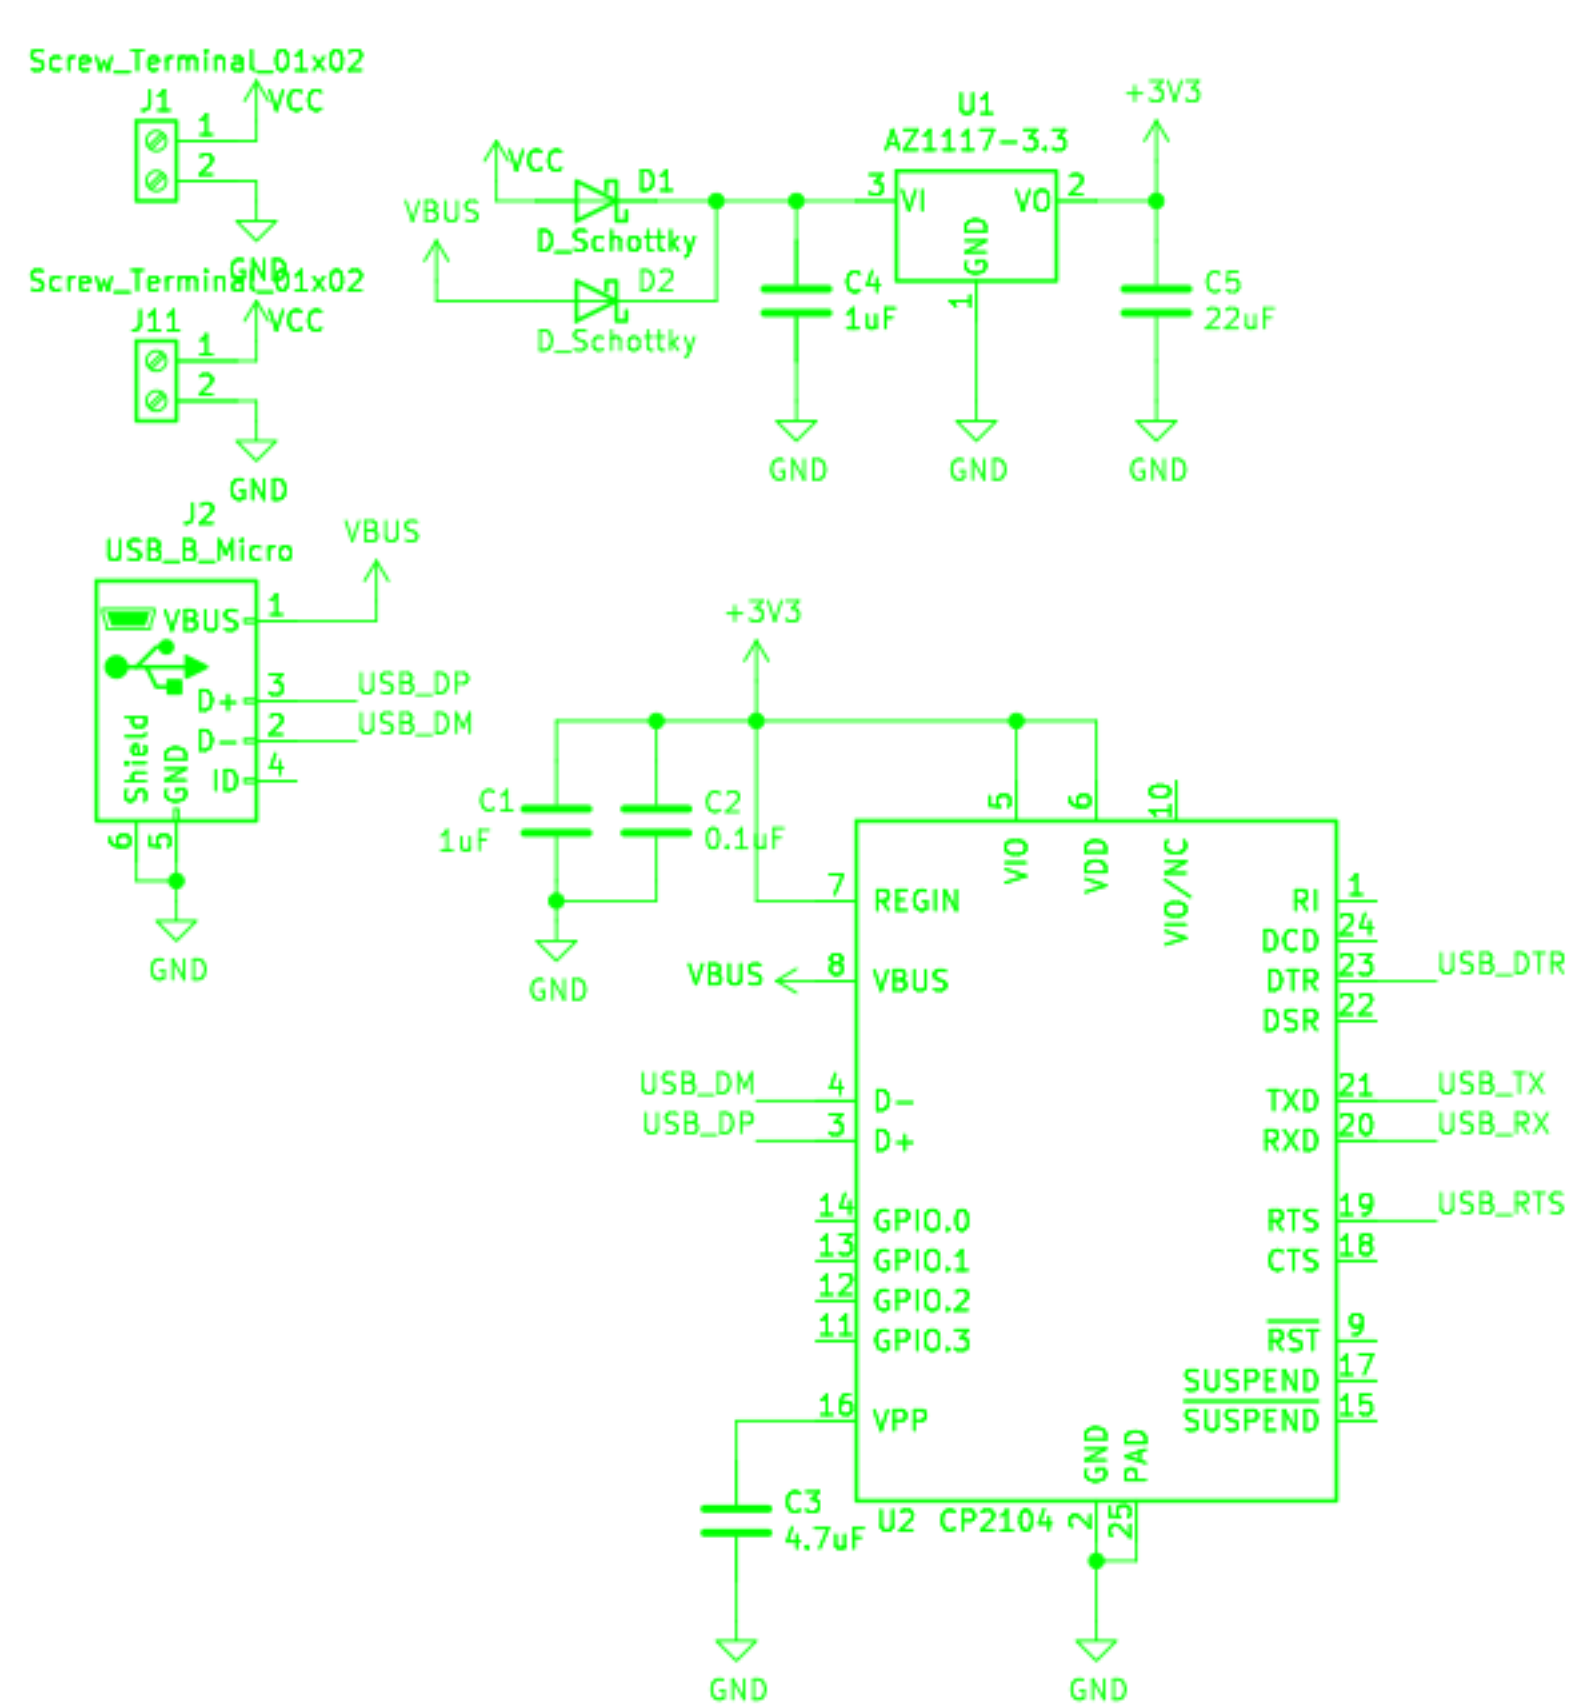 Screw_Terminal_01x02
J1
VCC
1
2
GND
Screw_Terminal_01x02
J11
VCC
1
2
GND
J2
USB_B_Micro
VBUS
VBUS
1
D+
3
USB_DP
D-
2
USB_DM
ID
4
Shield
GND
6
5
GND
VCC
D1
D_Schottky
VBUS
D2
D_Schottky
C4
1uF
GND
U1
AZ1117-3.3
3
VI
VO
2
GND
1
GND
+3V3
C5
22uF
GND
+3V3
C1
1uF
C2
0.1uF
GND
5
6
10
VIO
VDD
VIO/NC
7
REGIN
VBUS
8
VBUS
USB_DM
4
D-
USB_DP
3
D+
14
GPIO.0
13
GPIO.1
12
GPIO.2
11
GPIO.3
16
VPP
RI
1
DCD
24
DTR
23
USB_DTR
DSR
22
TXD
21
USB_TX
RXD
20
USB_RX
RTS
19
USB_RTS
CTS
18
RST
9
SUSPEND
17
SUSPEND
15
GND
PAD
C3
4.7uF
GND
U2
CP2104
2
25
GND